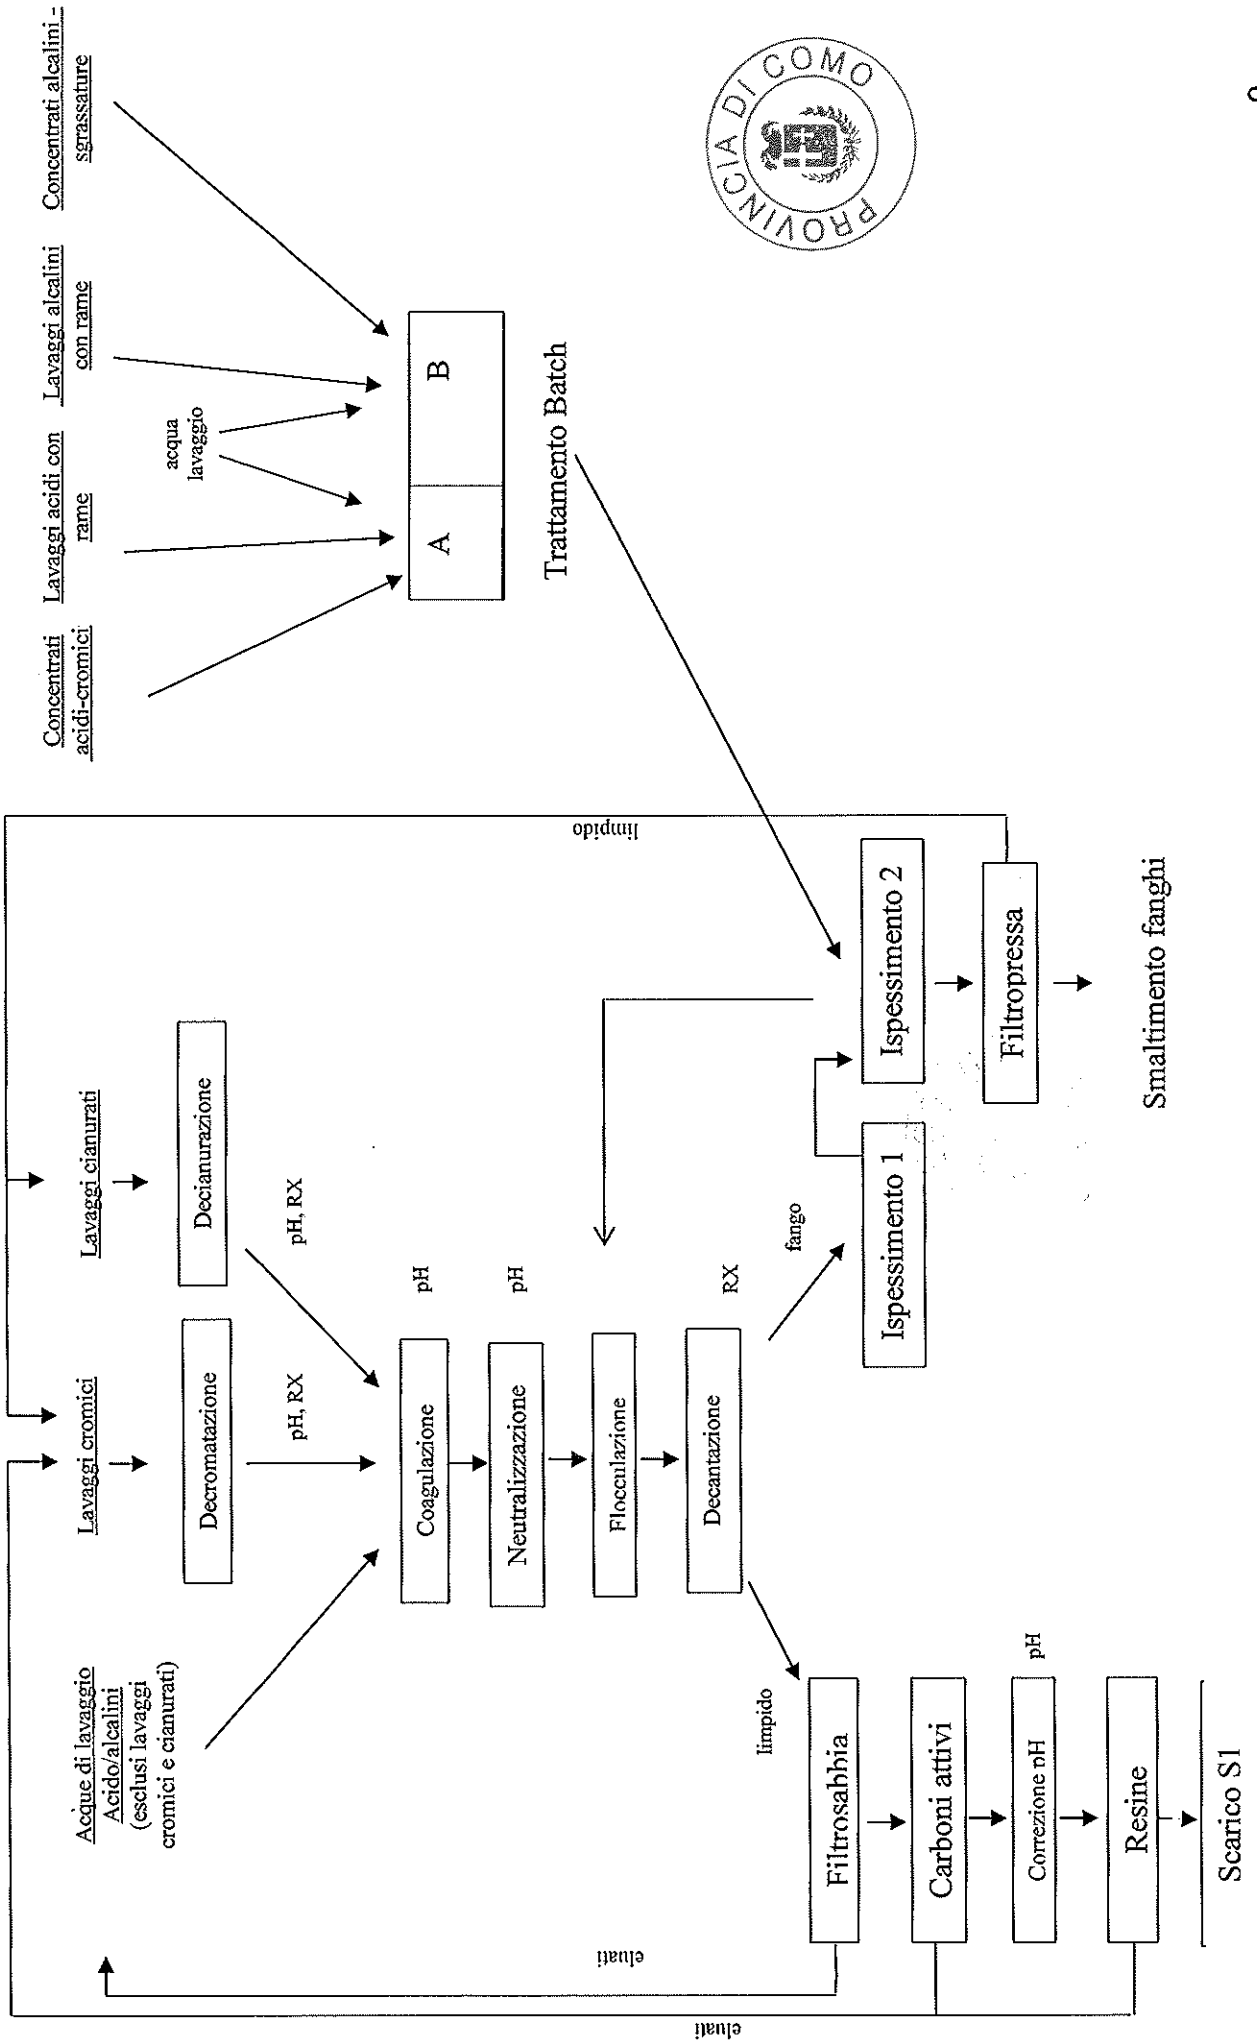 Acque di lavaggio
Acido/alcalini
(esclusi lavaggi
cromici e cianurati)
Lavaggi cromici
Lavaggi cianurati
Concentrati
acidi-cromici
Lavaggi acidi con
rame
Lavaggi alcalini
con rame
Concentrati alcalini -
sgrassature
acqua
lavaggio
Decromatazione
Decianurazione
pH, RX
pH, RX
A
B
Trattamento Batch
Coagulazione
pH
Neutralizzazione
pH
Flocculazione
Decantazione
RX
limpido
fango
limpido
eluati
eluati
Filtrosabbia
Carboni attivi
Correzione pH
pH
Resine
Scarico S1
Ispessimento 1
Ispessimento 2
Filtropressa
Smaltimento fanghi
PROVINCIA DI COMO